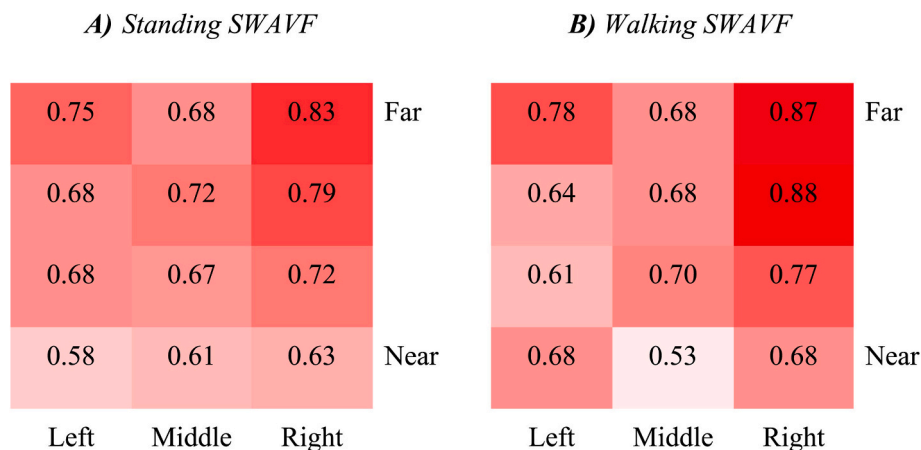 A) Standing SWAVF
0.75 0.68 0.83 Far
0.68 0.72 0.79
0.68 0.67 0.72
0.58 0.61 0.63 Near
Left Middle Right
B) Walking SWAVF
0.78 0.68 0.87 Far
0.64 0.68 0.88
0.61 0.70 0.77
0.68 0.53 0.68 Near
Left Middle Right